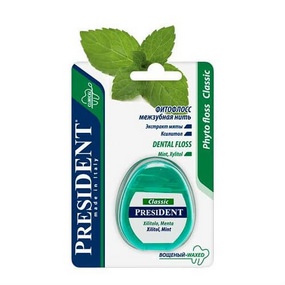 ВОЩЕНЫЙ
PRESIDENT
made in Italy
ФИТОФЛОСС
МЕЖЗУБНАЯ НИТЬ
Экстракт мяты
Ксилитол
DENTAL FLOSS
Mint, Xylitol
Phyto floss Classic
Classic
PRESIDENT
Xilitolo, Menta
Xilitol, Mint
ВОЩЕНЫЙ-WAXED